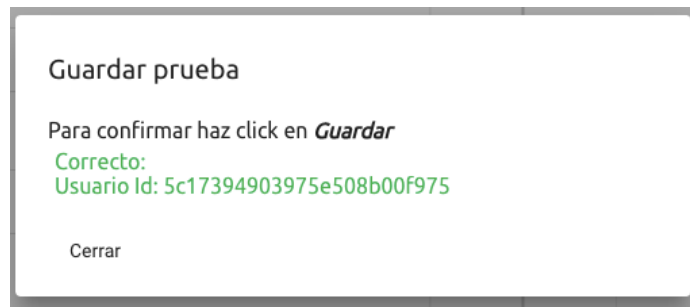 Guardar prueba
Para confirmar haz click en Guardar
Correcto:
Usuario Id: 5c17394903975e508b00f975
Cerrar